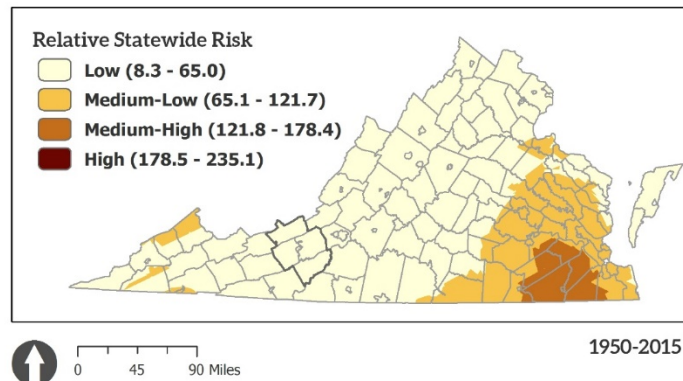 Relative Statewide Risk
Low (8.3 - 65.0)
Medium-Low (65.1 - 121.7)
Medium-High (121.8 - 178.4)
High (178.5 - 235.1)
1950-2015
0 45 90 Miles